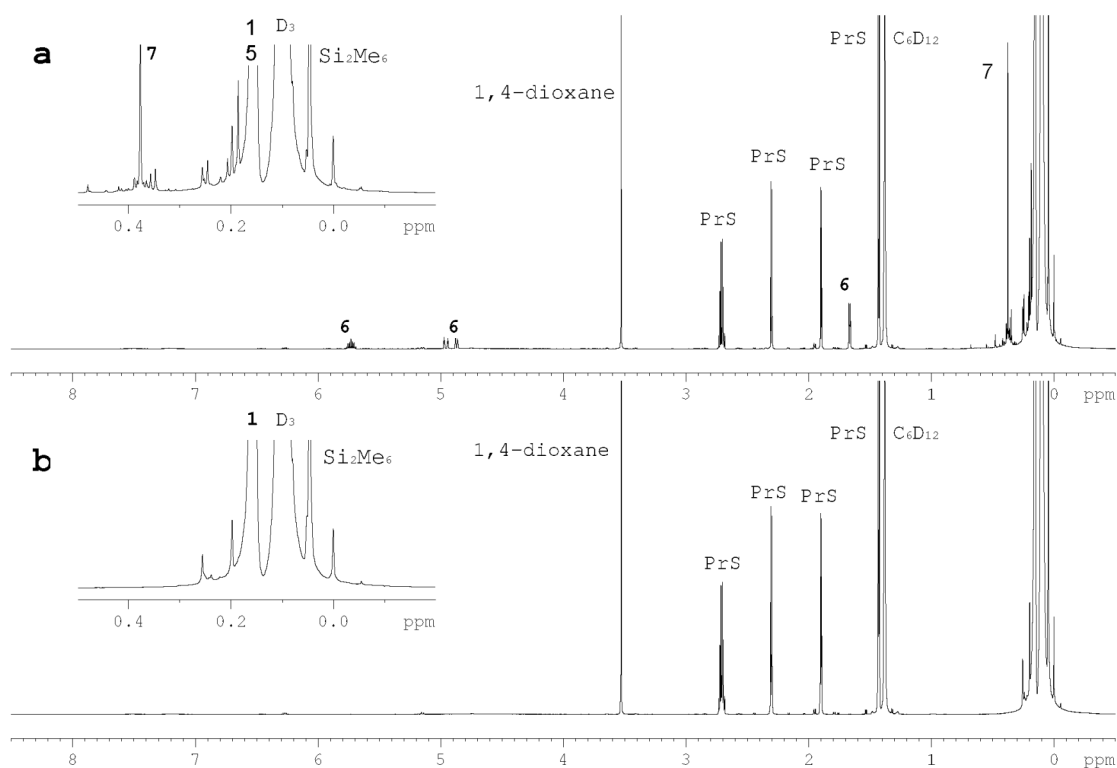 a
7
1 D₃
5 Si₂Me₆
0.4 0.2 0.0 ppm
1,4-dioxane
PrS C₆D₁₂
7
PrS
PrS
PrS
6
6
6
8 7 6 5 4 3 2 1 0 ppm
b
1 D₃
Si₂Me₆
0.4 0.2 0.0 ppm
1,4-dioxane
PrS C₆D₁₂
PrS
PrS
PrS
8 7 6 5 4 3 2 1 0 ppm